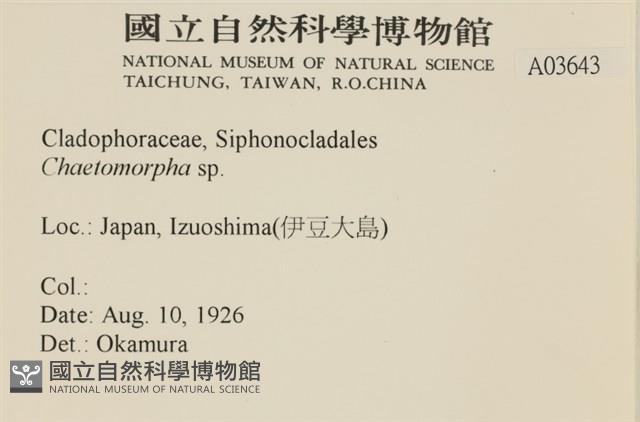 國立自然科學博物館
NATIONAL MUSEUM OF NATURAL SCIENCE
TAICHUNG, TAIWAN, R.O.CHINA
A03643
Cladophoraceae, Siphonocladales
Chaetomorpha sp.
Loc.: Japan, Izuoshima(伊豆大島)
Col.:
Date: Aug. 10, 1926
Det.: Okamura
國立自然科學博物館
NATIONAL MUSEUM OF NATURAL SCIENCE